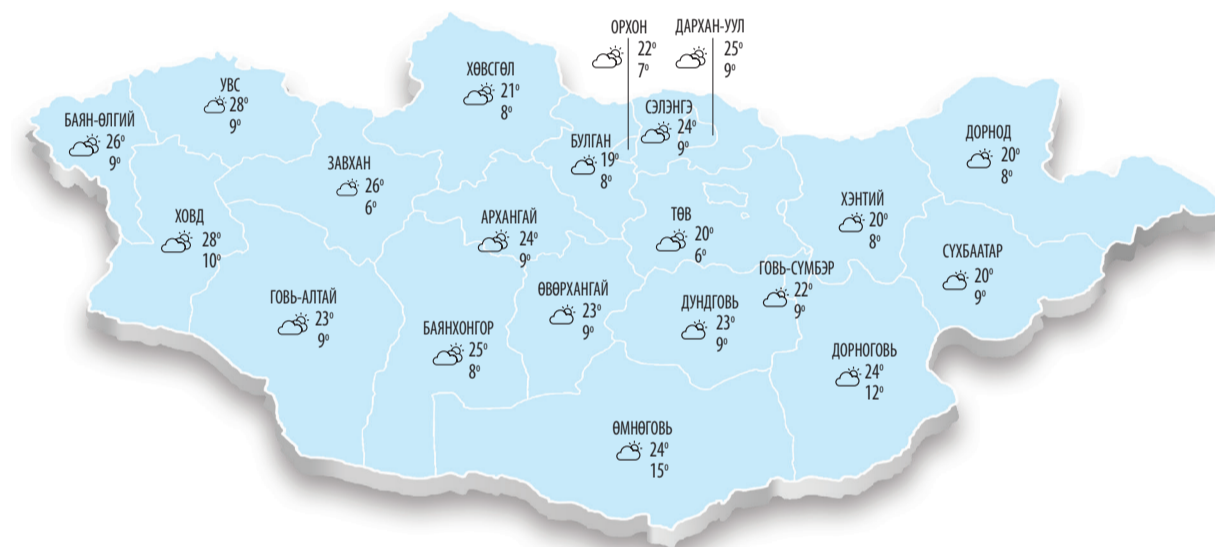 ОРХОН
22°
7°
ДАРХАН-УУЛ
25°
9°
ХӨВСГӨЛ
21°
8°
УВС
28°
9°
БАЯН-ӨЛГИЙ
26°
9°
СЭЛЭНГЭ
24°
9°
БУЛГАН
19°
8°
ДОРНОД
20°
8°
ЗАВХАН
26°
6°
ХОВД
28°
10°
АРХАНГАЙ
24°
9°
ТӨВ
20°
6°
ХЭНТИЙ
20°
8°
СҮХБААТАР
20°
9°
ГОВЬ-СҮМБЭР
22°
9°
ГОВЬ-АЛТАЙ
23°
9°
ӨВӨРХАНГАЙ
23°
9°
ДУНДГОВЬ
23°
9°
БАЯНХОНГОР
25°
8°
ДОРНОГОВЬ
24°
12°
ӨМНӨГОВЬ
24°
15°